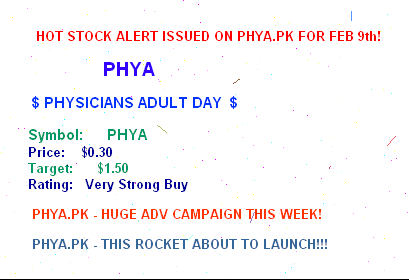 HOT STOCK ALERT ISSUED ON PHYA.PK FOR FEB 9th!
PHYA
$ PHYSICIANS ADULT DAY $
Symbol: PHYA
Price: $0.30
Target: $1.50
Rating: Very Strong Buy
PHYA.PK - HUGE ADV CAMPAIGN THIS WEEK!
PHYA.PK - THIS ROCKET ABOUT TO LAUNCH!!!